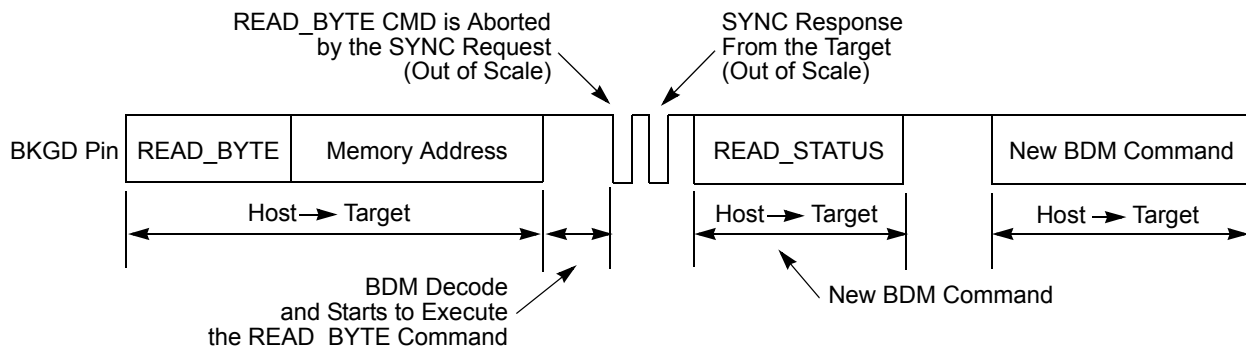 READ_BYTE CMD is Aborted
by the SYNC Request
(Out of Scale)
SYNC Response
From the Target
(Out of Scale)
BKGD Pin
READ_BYTE
Memory Address
READ_STATUS
New BDM Command
Host Target
Host Target
Host Target
BDM Decode
and Starts to Execute
the READ_BYTE Command
New BDM Command